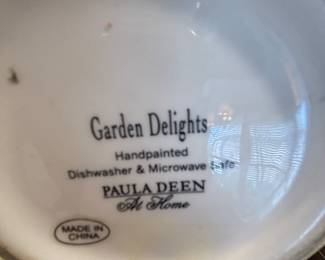 Garden Delights
Handpainted
Dishwasher & Microwave Safe
PAULA DEEN
At Home
MADE IN
CHINA